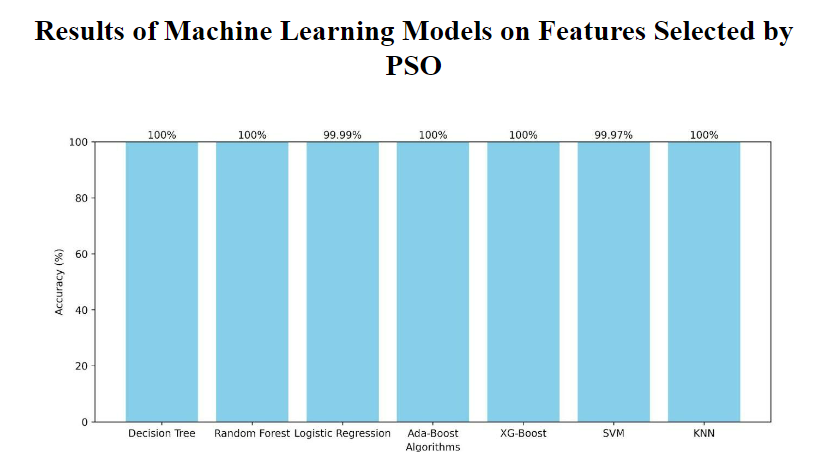 Results of Machine Learning Models on Features Selected by
PSO
100% 100% 99.99% 100% 100% 99.97% 100%
100
80
60
40
20
0
Accuracy (%)
Decision Tree Random Forest Logistic Regression Ada-Boost XG-Boost SVM KNN
Algorithms